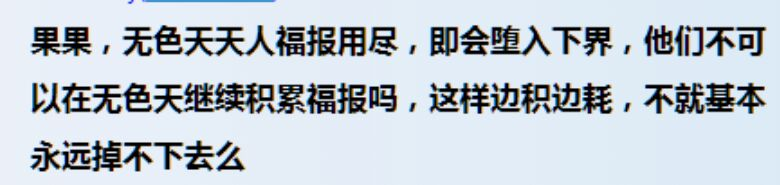 果果，无色天天人福报用尽，即会堕入下界，他们不可
以在无色天继续积累福报吗，这样边积边耗，不就基本
永远掉不下去么